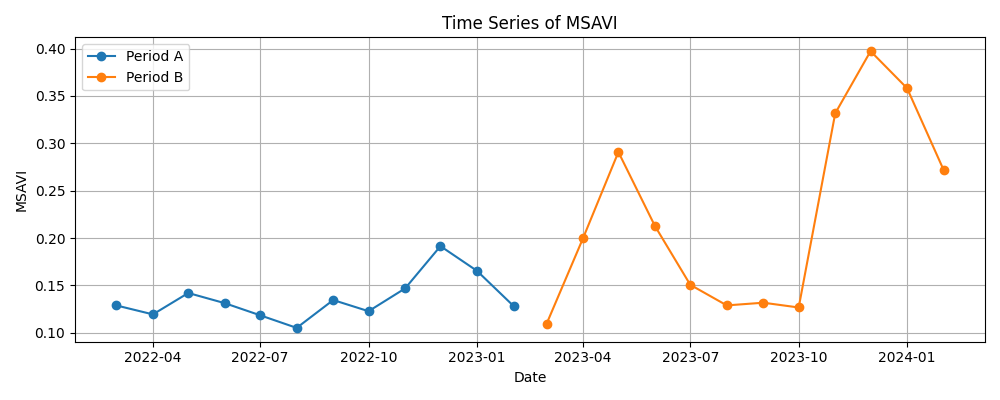 Time Series of MSAVI
Period A
Period B
MSAVI
0.40
0.35
0.30
0.25
0.20
0.15
0.10
2022-04 2022-07 2022-10 2023-01 2023-04 2023-07 2023-10 2024-01
Date